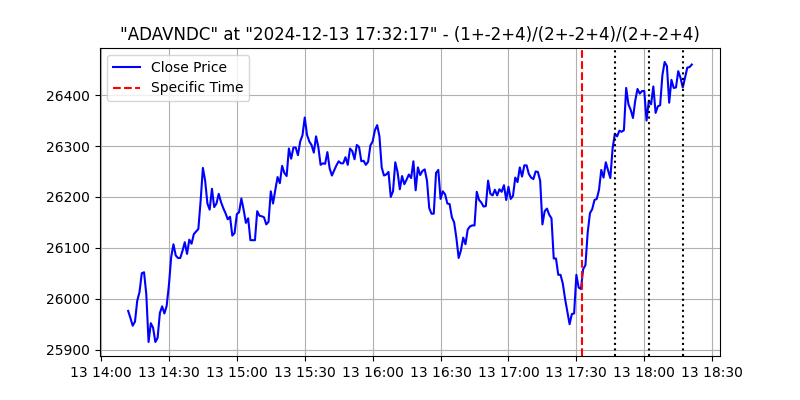 "ADAVNDC" at "2024-12-13 17:32:17" - (1+-2+4)/(2+-2+4)/(2+-2+4)
Close Price
Specific Time
26400
26300
26200
26100
26000
25900
13 14:00 13 14:30 13 15:00 13 15:30 13 16:00 13 16:30 13 17:00 13 17:30 13 18:00 13 18:30